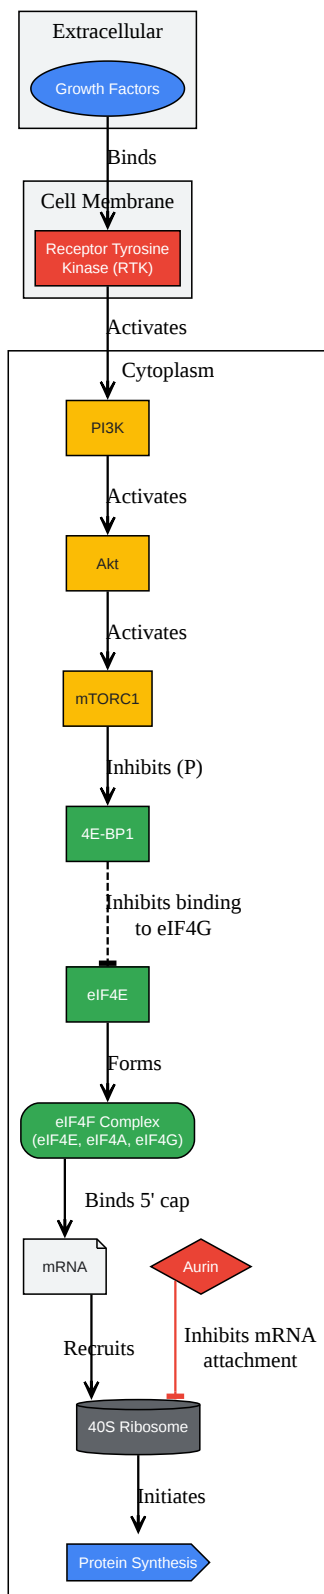 Extracellular
Growth Factors
Binds
Cell Membrane
Receptor Tyrosine
Kinase (RTK)
Activates
Cytoplasm
PI3K
Activates
Akt
Activates
mTORC1
Inhibits (P)
4E-BP1
Inhibits binding
to eIF4G
eIF4E
Forms
eIF4F Complex
(eIF4E, eIF4A, eIF4G)
Binds 5' cap
mRNA
Aurin
Recruits
Inhibits mRNA
attachment
40S Ribosome
Initiates
Protein Synthesis